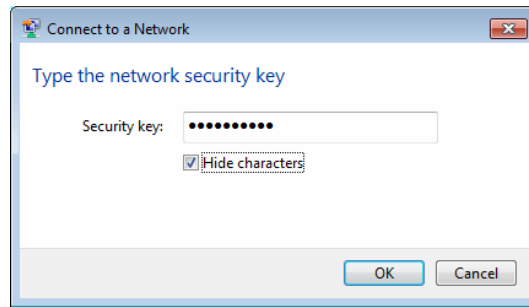 Connect to a Network
Type the network security key
Security key: ••••••••••
Hide characters
OK Cancel